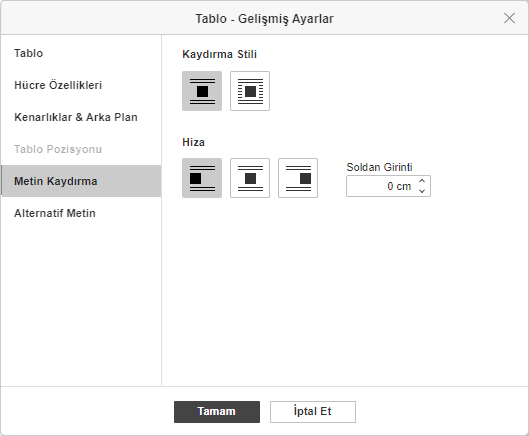 Tablo - Gelişmiş Ayarlar
Tablo
Hücre Özellikleri
Kenarlıklar & Arka Plan
Tablo Pozisyonu
Metin Kaydırma
Alternatif Metin
Kaydırma Stili
Hiza
Soldan Girinti
0 cm
Tamam
İptal Et